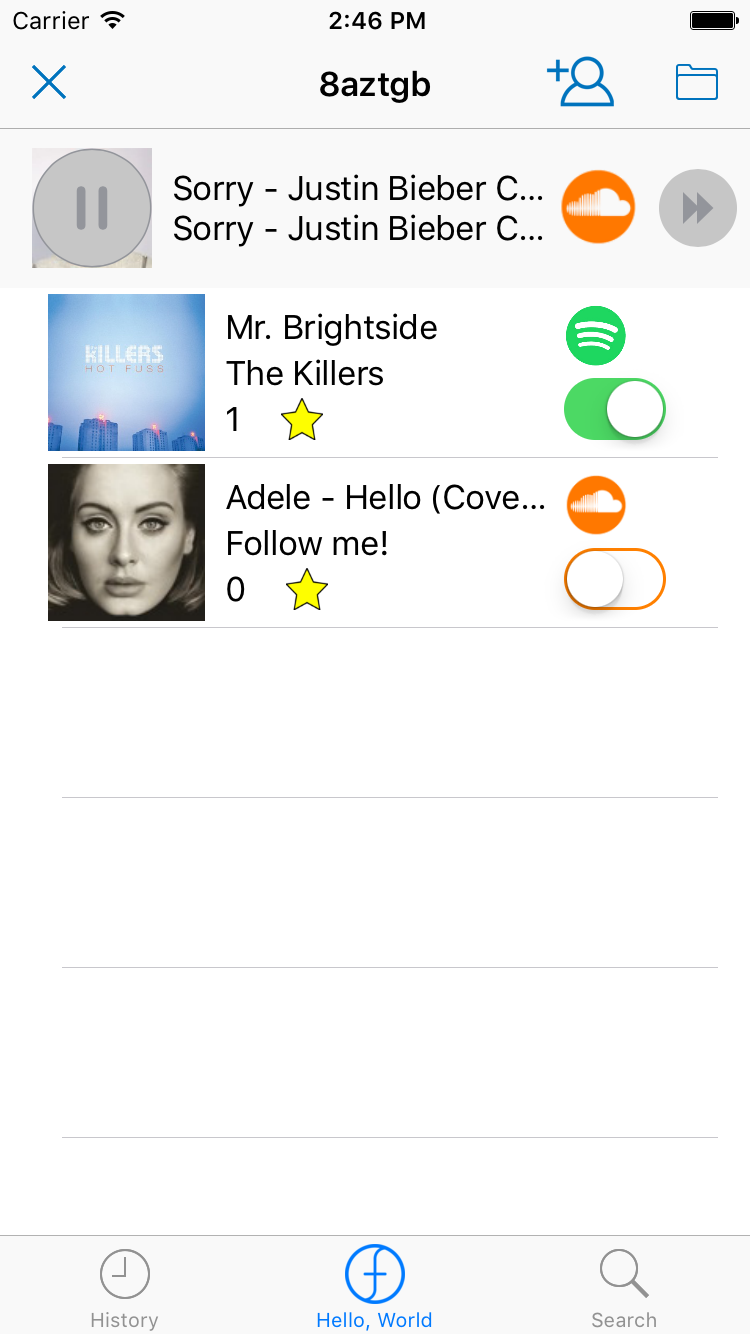 Carrier 2:46 PM
8aztgb
Sorry - Justin Bieber C...
Sorry - Justin Bieber C...
KILLERS
HOT FUSS
Mr. Brightside
The Killers
1
Adele - Hello (Cove...
Follow me!
0
History
Hello, World
Search